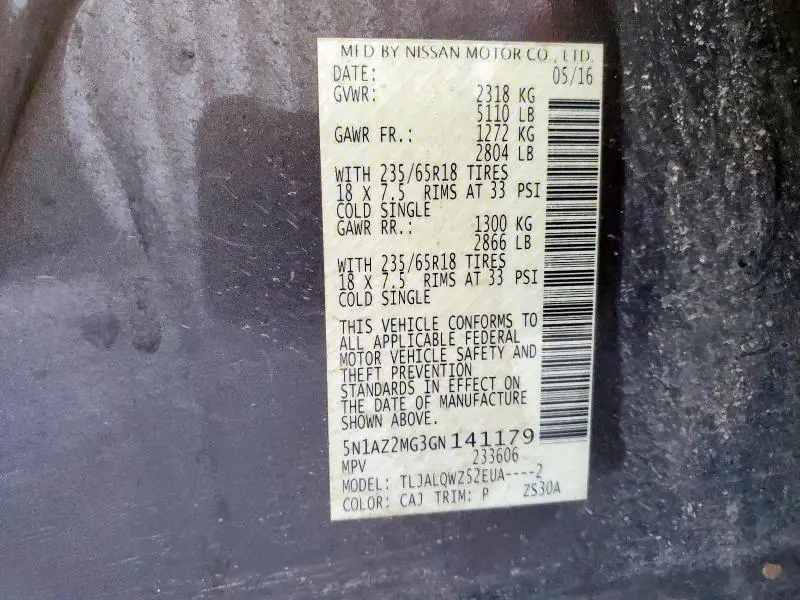 MFD BY NISSAN MOTOR CO., LTD.
DATE: 05/16
GVWR: 2318 KG
5110 LB
GAWR FR.: 1272 KG
2804 LB
WITH 235/65R18 TIRES
18 X 7.5 RIMS AT 33 PSI
COLD SINGLE
GAWR RR.: 1300 KG
2866 LB
WITH 235/65R18 TIRES
18 X 7.5 RIMS AT 33 PSI
COLD SINGLE
THIS VEHICLE CONFORMS TO
ALL APPLICABLE FEDERAL
MOTOR VEHICLE SAFETY AND
THEFT PREVENTION
STANDARDS IN EFFECT ON
THE DATE OF MANUFACTURE
SHOWN ABOVE.
5N1AZ2MG3GN141179
MPV 233606
MODEL: TLJALQWZ52EUA----2
COLOR: CAJ TRIM: P ZS30A